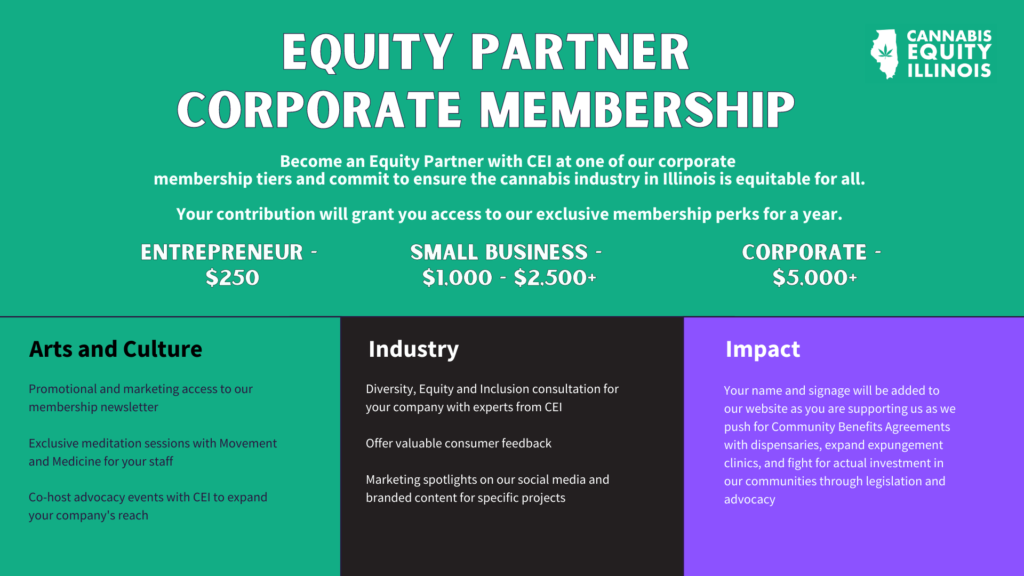 EQUITY PARTNER
CORPORATE MEMBERSHIP
CANNABIS
EQUITY
ILLINOIS
Become an Equity Partner with CEI at one of our corporate
membership tiers and commit to ensure the cannabis industry in Illinois is equitable for all.
Your contribution will grant you access to our exclusive membership perks for a year.
ENTREPRENEUR -
$250
SMALL BUSINESS -
$1.000 - $2.500+
CORPORATE -
$5.000+
Arts and Culture
Promotional and marketing access to our
membership newsletter
Exclusive meditation sessions with Movement
and Medicine for your staff
Co-host advocacy events with CEI to expand
your company's reach
Industry
Diversity, Equity and Inclusion consultation for
your company with experts from CEI
Offer valuable consumer feedback
Marketing spotlights on our social media and
branded content for specific projects
Impact
Your name and signage will be added to
our website as you are supporting us as we
push for Community Benefits Agreements
with dispensaries, expand expungement
clinics, and fight for actual investment in
our communities through legislation and
advocacy